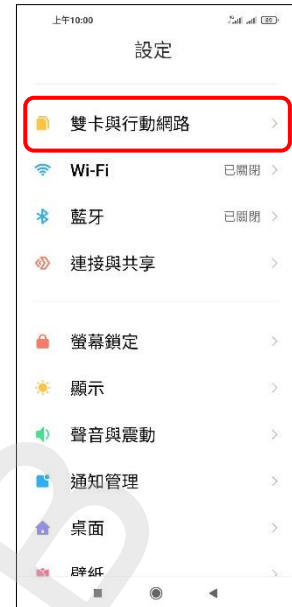 上午10:00
設定
雙卡與行動網路
Wi-Fi 已關閉
藍牙 已關閉
連接與共享
螢幕鎖定
顯示
聲音與震動
通知管理
桌面
壁紙